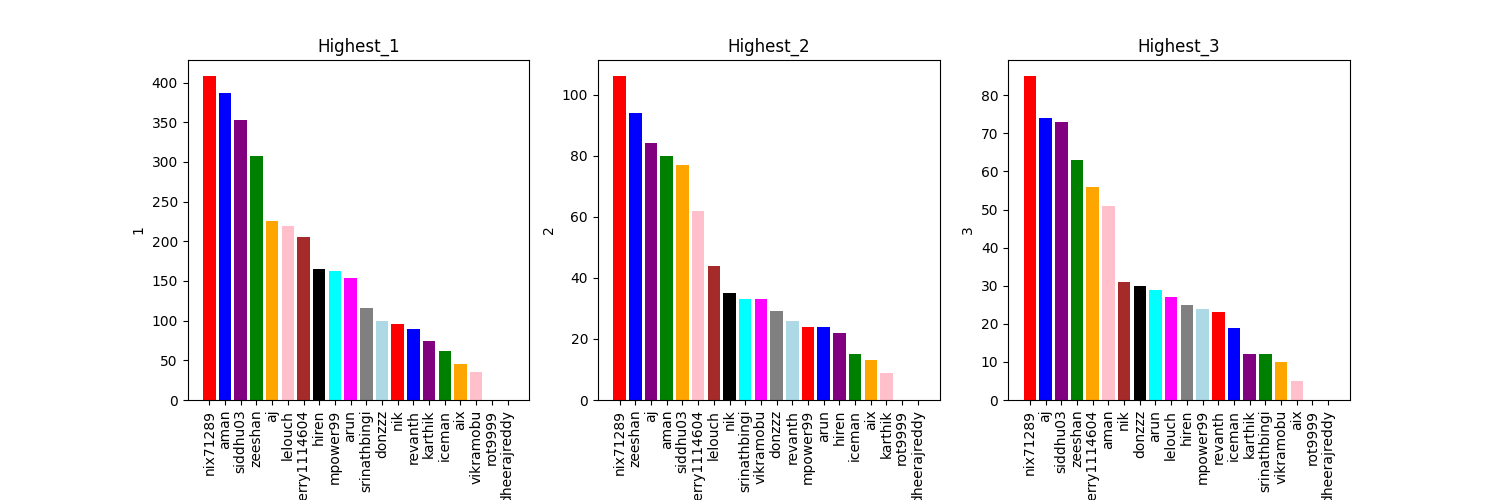 Highest_1
1
400
350
300
250
200
150
100
50
0
nix71289
aman
siddhu03
zeeshan
aj
lelouch
erry1114604
hiren
mpower99
arun
srinathbingi
donzzz
nik
revanth
karthik
iceman
aix
vikramobu
rot9999
dheerajreddy
Highest_2
2
100
80
60
40
20
0
nix71289
zeeshan
aj
aman
siddhu03
erry1114604
lelouch
nik
srinathbingi
vikramobu
donzzz
revanth
mpower99
arun
hiren
iceman
aix
karthik
rot9999
dheerajreddy
Highest_3
3
80
70
60
50
40
30
20
10
0
nix71289
aj
siddhu03
zeeshan
erry1114604
aman
nik
donzzz
arun
lelouch
hiren
mpower99
revanth
iceman
karthik
srinathbingi
vikramobu
aix
rot9999
dheerajreddy